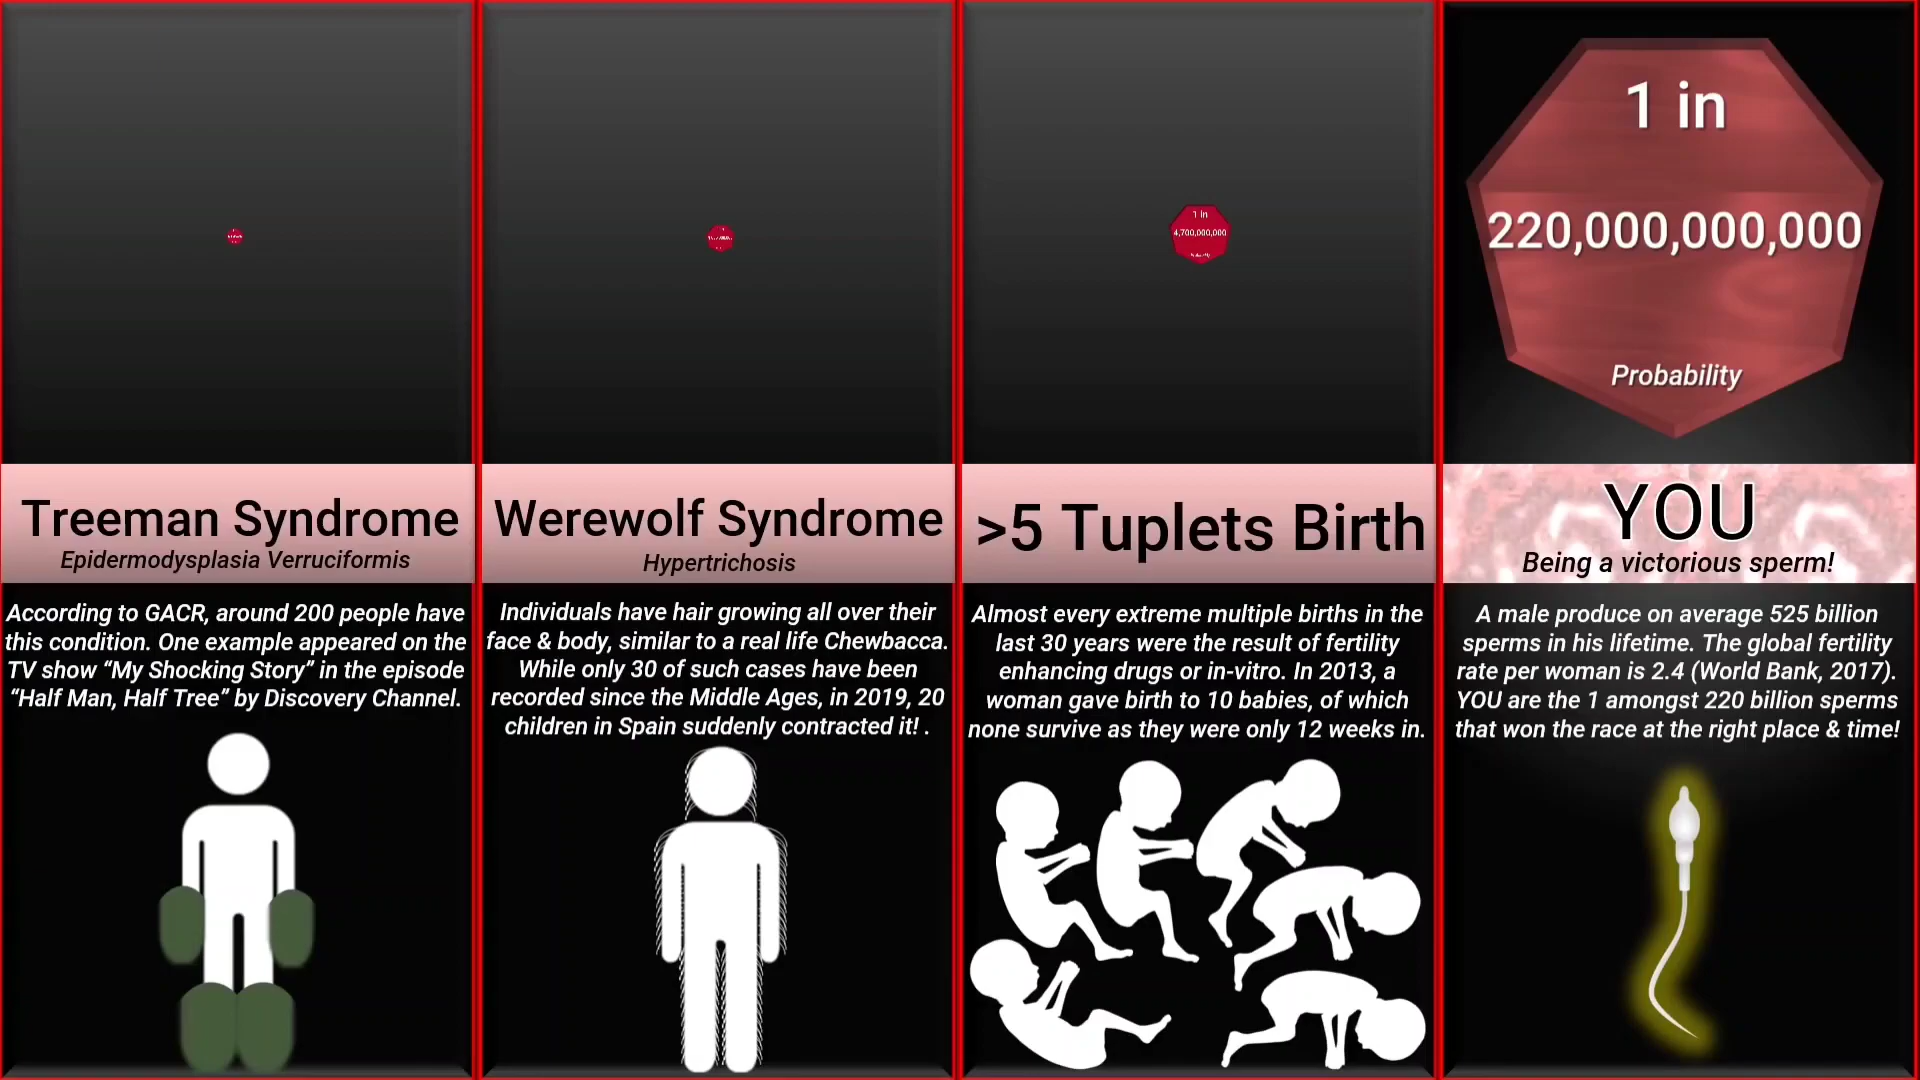 1 in
4,700,000,000
1 in
220,000,000,000
Probability
Treeman Syndrome
Epidermodysplasia Verruciformis
According to GACR, around 200 people have
this condition. One example appeared on the
TV show “My Shocking Story” in the episode
“Half Man, Half Tree” by Discovery Channel.
Werewolf Syndrome
Hypertrichosis
Individuals have hair growing all over their
face & body, similar to a real life Chewbacca.
While only 30 of such cases have been
recorded since the Middle Ages, in 2019, 20
children in Spain suddenly contracted it! .
>5 Tuplets Birth
Almost every extreme multiple births in the
last 30 years were the result of fertility
enhancing drugs or in-vitro. In 2013, a
woman gave birth to 10 babies, of which
none survive as they were only 12 weeks in.
YOU
Being a victorious sperm!
A male produce on average 525 billion
sperms in his lifetime. The global fertility
rate per woman is 2.4 (World Bank, 2017).
YOU are the 1 amongst 220 billion sperms
that won the race at the right place & time!